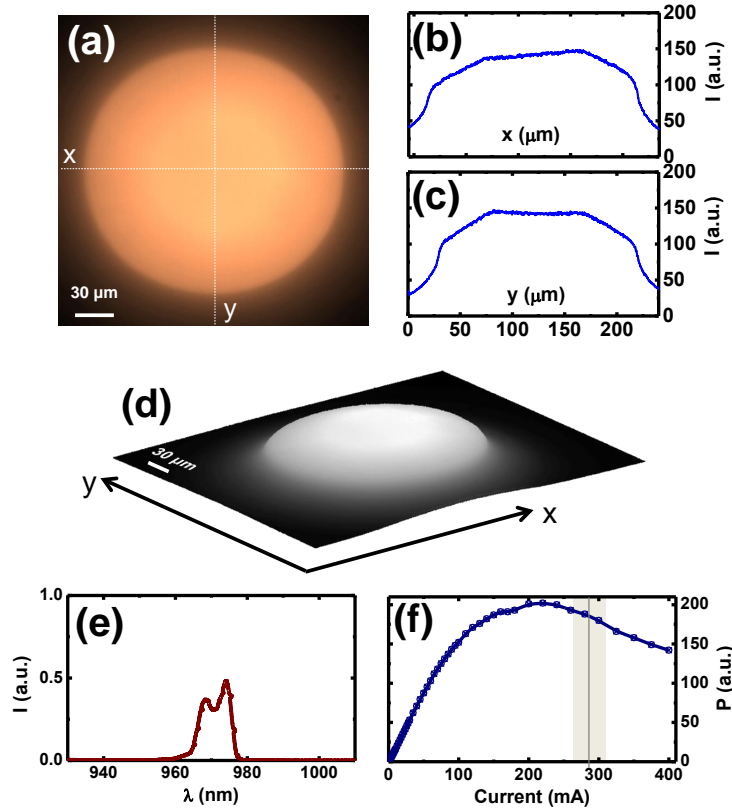 (a)
x
y
30 µm
(b)
200
150
100
50
0
I (a.u.)
x (µm)
(c)
200
150
100
50
0
I (a.u.)
y (µm)
0 50 100 150 200
(d)
30 µm
y
x
(e)
1.0
0.5
0.0
I (a.u.)
940 960 980 1000
λ (nm)
(f)
200
150
100
50
0
P (a.u.)
0 100 200 300 400
Current (mA)